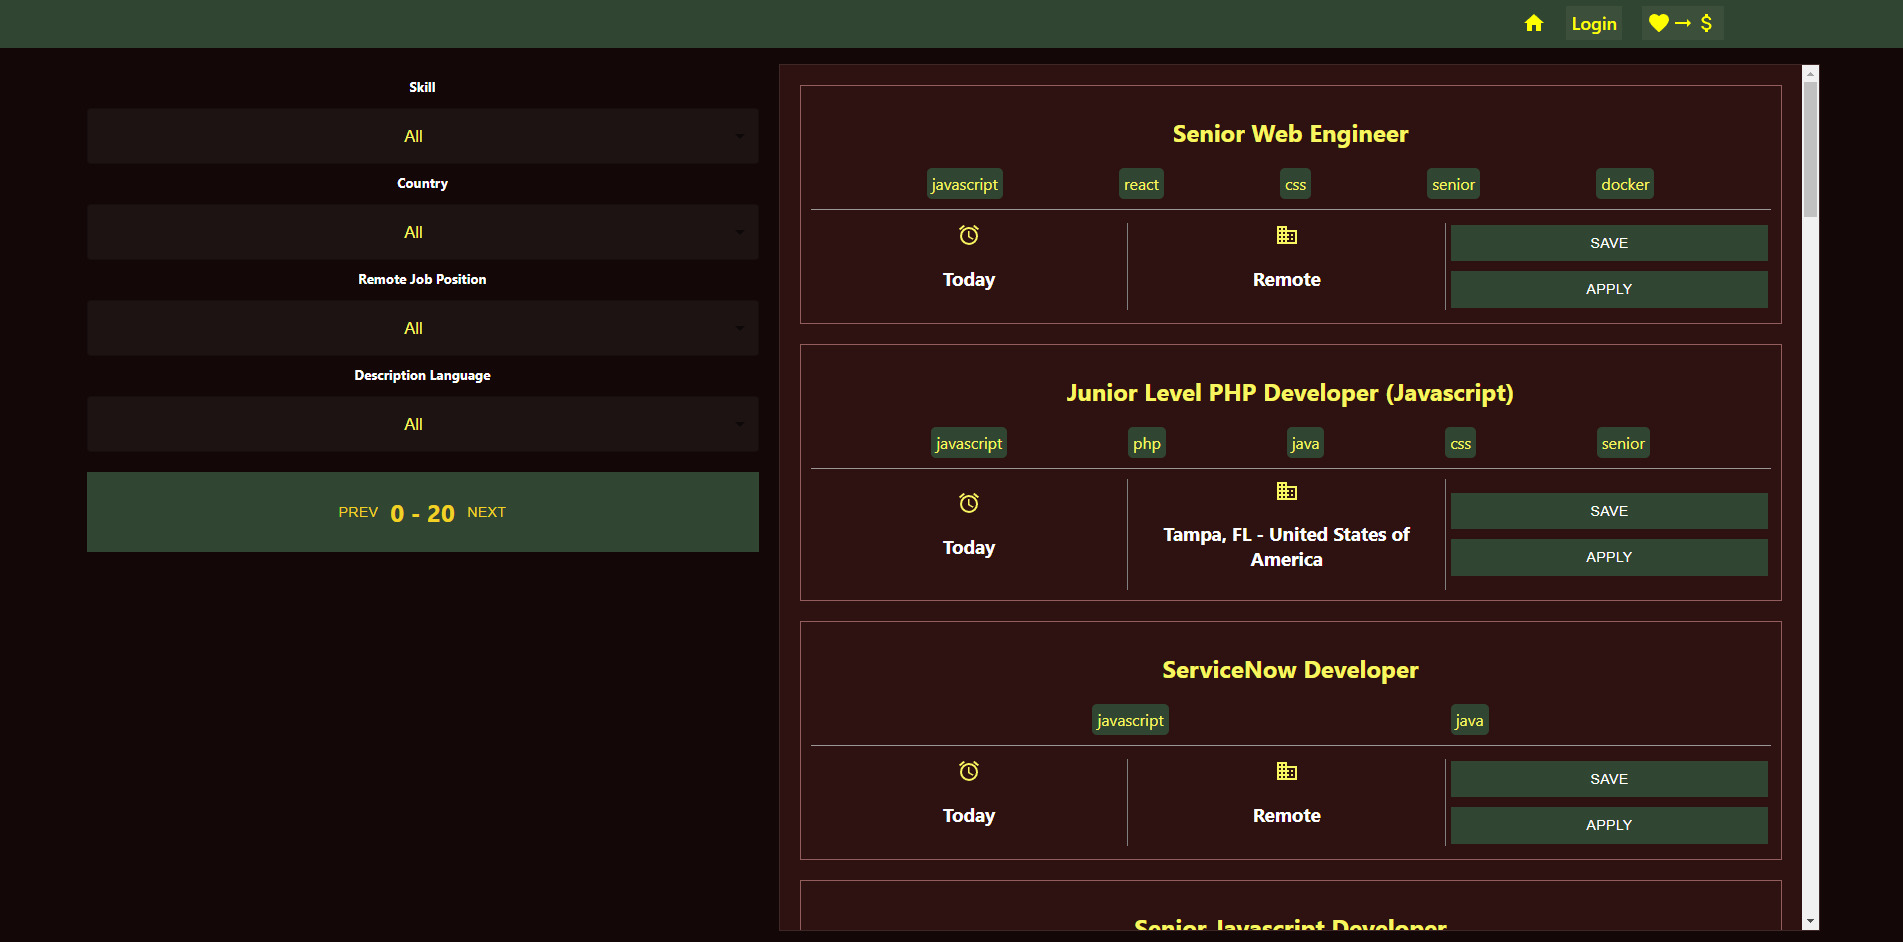 Login $
Skill
All
Country
All
Remote Job Position
All
Description Language
All
PREV 0 - 20 NEXT
Senior Web Engineer
javascript react css senior docker
Today
Remote
SAVE
APPLY
Junior Level PHP Developer (Javascript)
javascript php java css senior
Today
Tampa, FL - United States of
America
SAVE
APPLY
ServiceNow Developer
javascript java
Today
Remote
SAVE
APPLY
Senior Javascript Developer